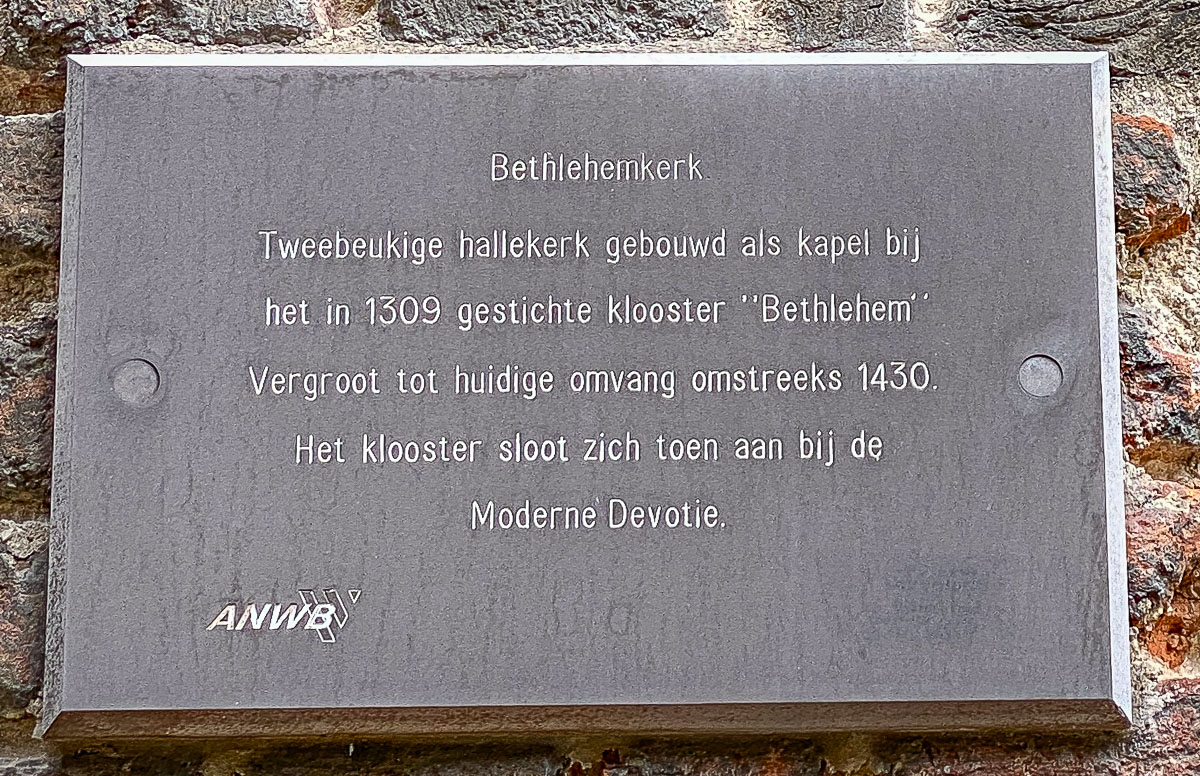 Bethlehemkerk
Tweebeukige hallekerk gebouwd als kapel bij
het in 1309 gestichte klooster "Bethlehem"
Vergroot tot huidige omvang omstreeks 1430.
Het klooster sloot zich toen aan bij de
Moderne Devotie.
ANWB